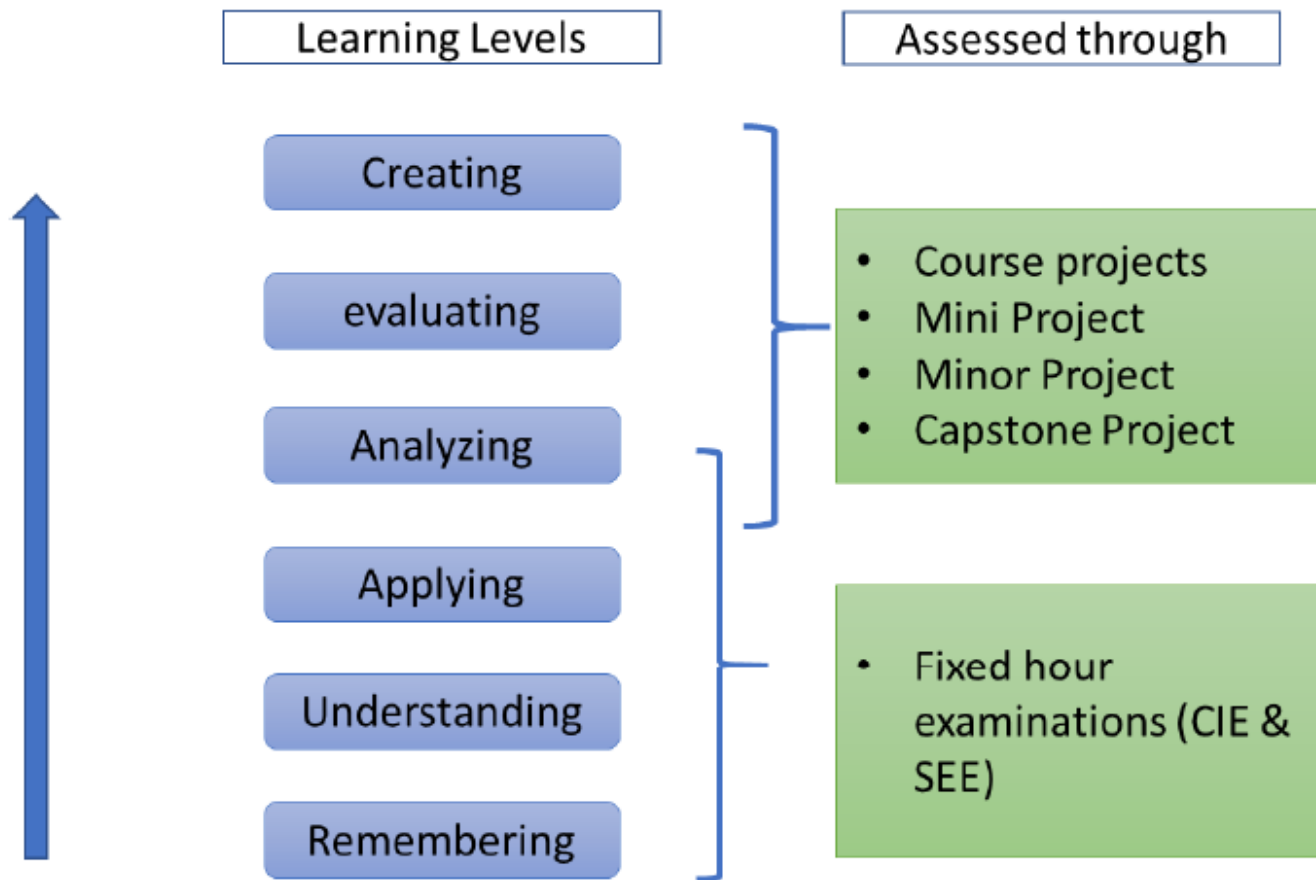 Learning Levels
Assessed through
Creating
evaluating
Analyzing
Applying
Understanding
Remembering
• Course projects
• Mini Project
• Minor Project
• Capstone Project
• Fixed hour
examinations (CIE &
SEE)